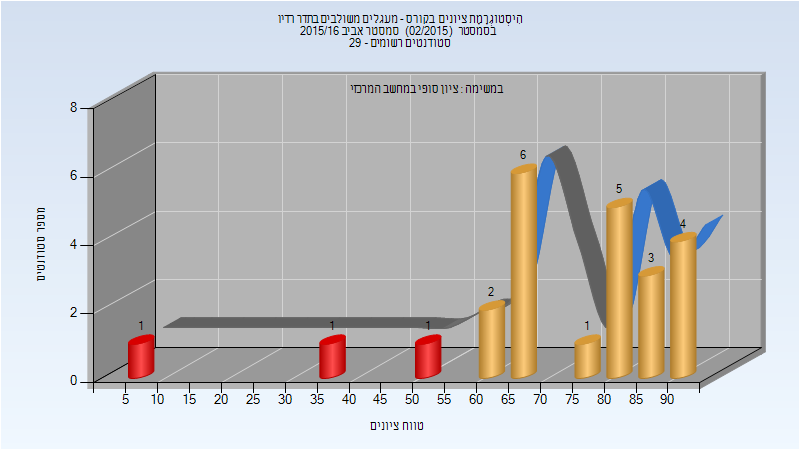 היסטוגרמת ציונים בקורס - מעגלים משולבים בתדר רדיו
בסמסטר (02/2015) סמסטר אביב 2015/16
סטודנטים רשומים - 29
במשימה : ציון סופי במחשב המרכזי
מספר סטודנטים
8
6
4
2
0
1
1
1
2
6
1
5
3
4
5 10 15 20 25 30 35 40 45 50 55 60 65 70 75 80 85 90
טווח ציונים